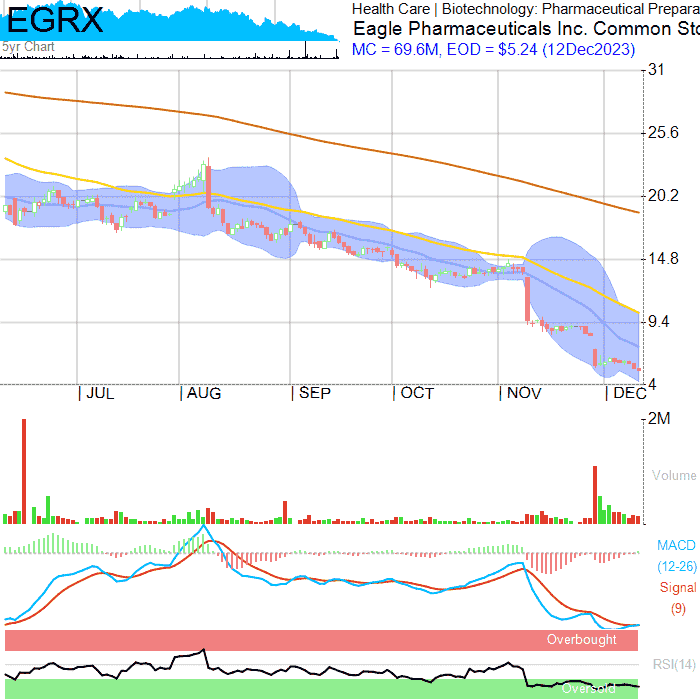 EGRX
5yr Chart
Health Care | Biotechnology: Pharmaceutical Prepara
Eagle Pharmaceuticals Inc. Common Sto
MC = 69.6M, EOD = $5.24 (12Dec2023)
31
25.6
20.2
14.8
9.4
4
JUL AUG SEP OCT NOV DEC
2M
Volume
MACD
(12-26)
Signal
(9)
Overbought
RSI(14)
Oversold